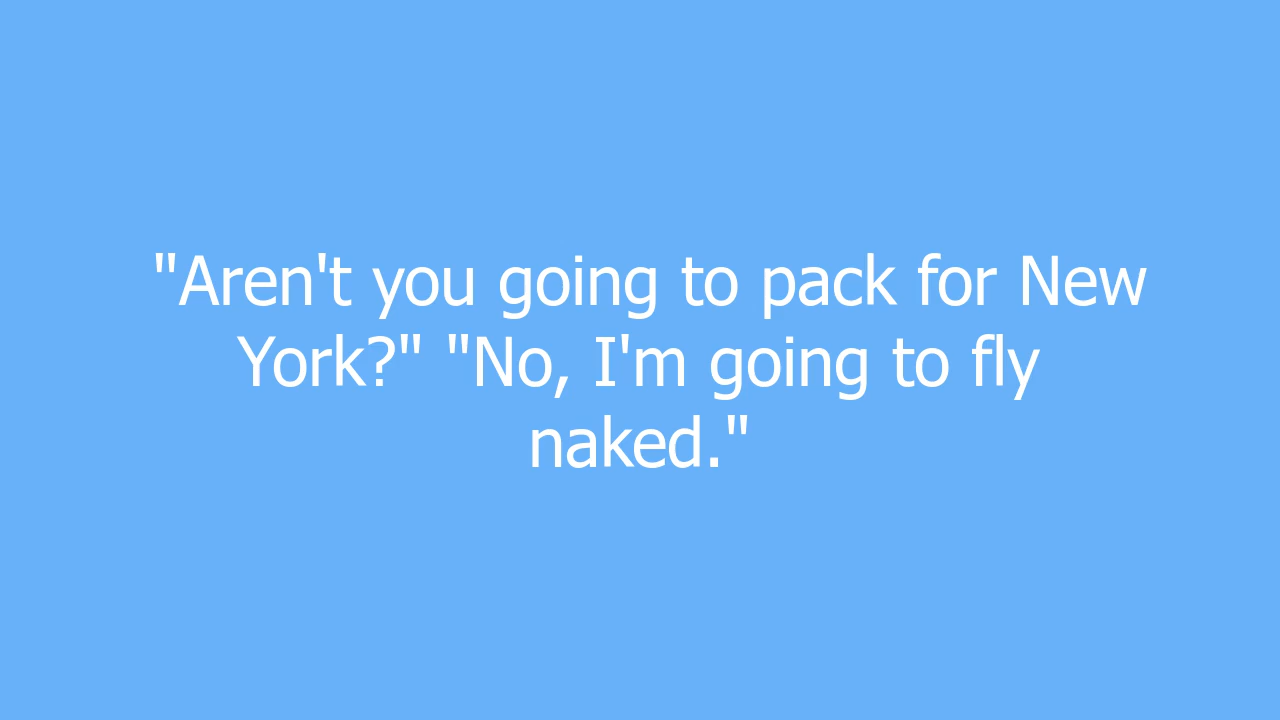 "Aren't you going to pack for New
York?" "No, I'm going to fly
naked."